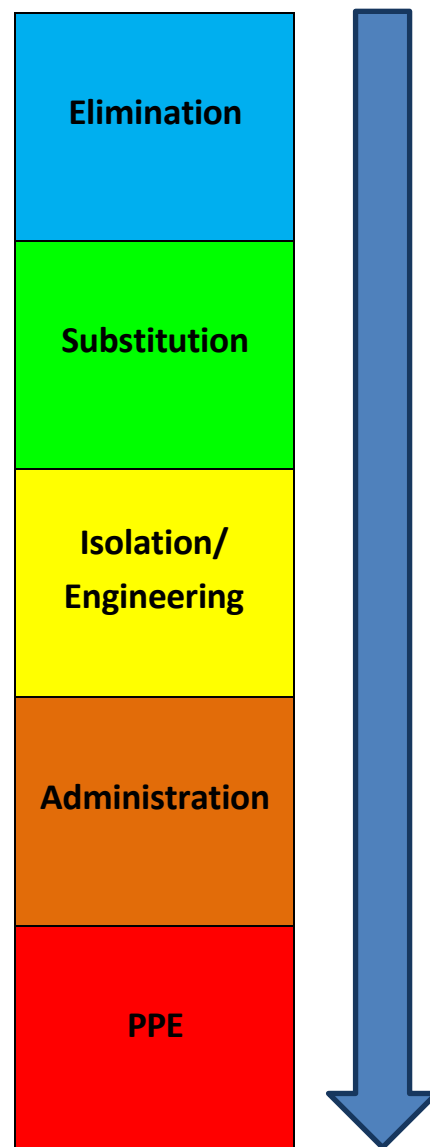 Elimination
Substitution
Isolation/
Engineering
Administration
PPE